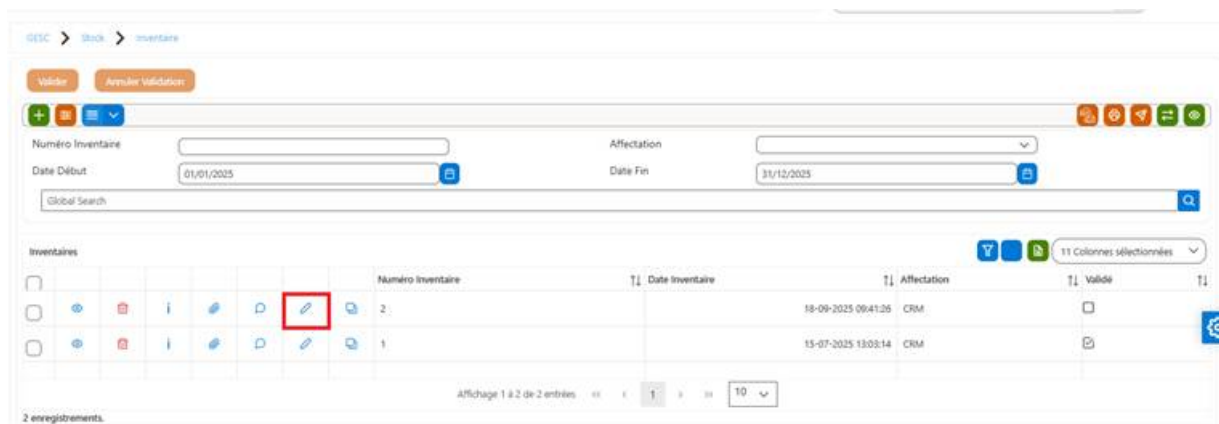 GESC Stock Inventaire
Valider Annuler Validation
Numéro Inventaire Affectation
Date Début 01/01/2025 Date Fin 31/12/2025
Global Search
Inventaires 11 Colonnes sélectionnées
Numéro Inventaire Date Inventaire Affectation Validé
2 18-09-2025 09:41:26 CRM
1 15-07-2025 13:03:14 CRM
Affichage 1 à 2 de 2 entrées 1 10
2 enregistrements.